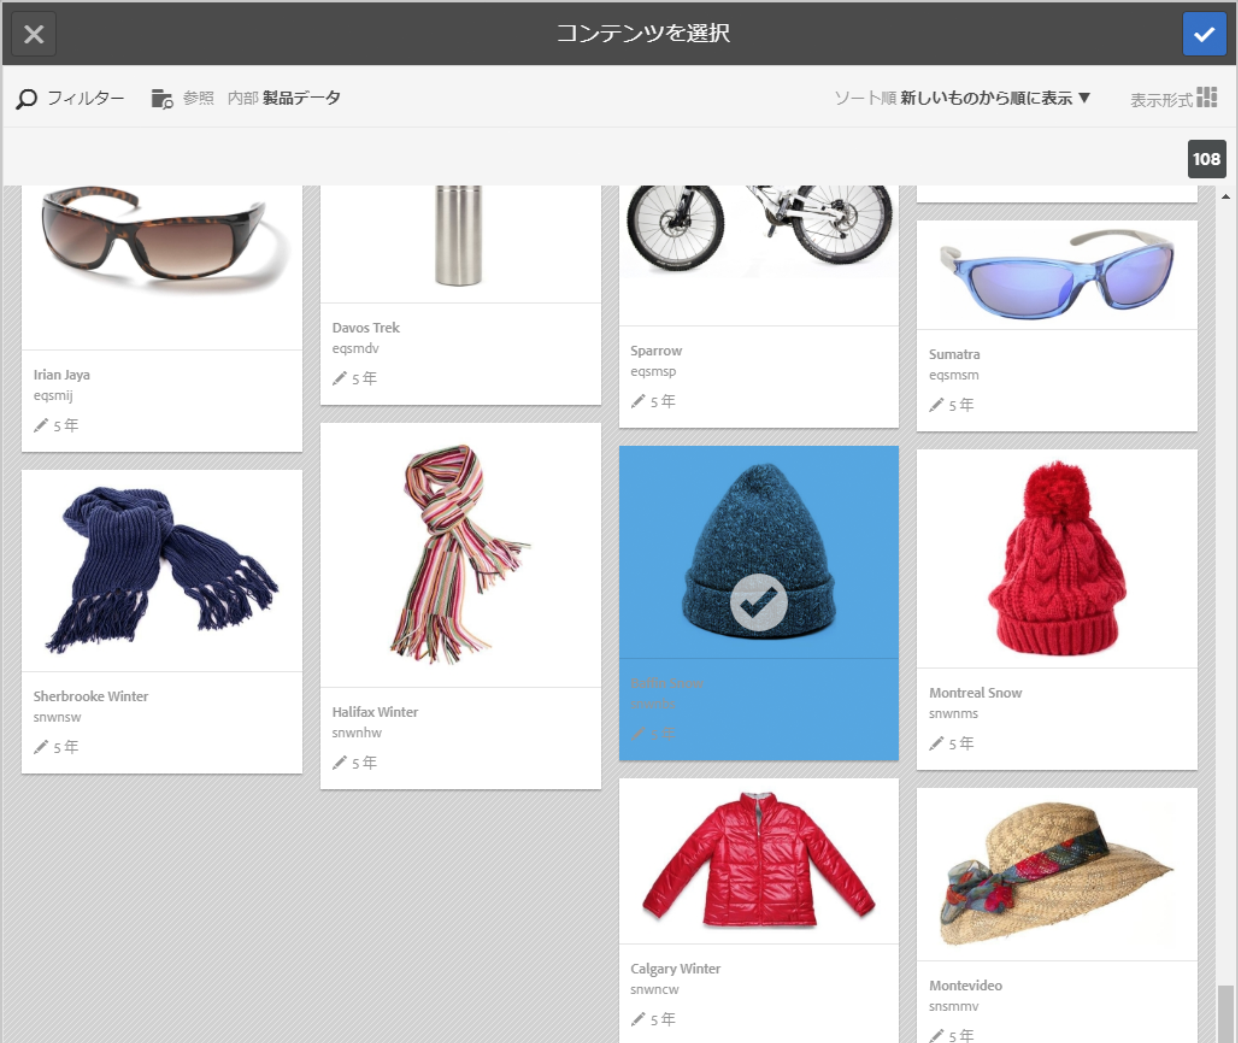 コンテンツを選択
フィルター 参照 内部 製品データ ソート順 新しいものから順に表示 ▼ 表示形式
108
Irian Jaya
eqsmij
5 年
Davos Trek
eqsmdv
5 年
Sparrow
eqsmsp
5 年
Sumatra
eqsmsm
5 年
Sherbrooke Winter
snwnsw
5 年
Halifax Winter
snwnhw
5 年
Snow
5 年
Montreal Snow
snwnms
5 年
Calgary Winter
snwncw
5 年
Montevideo
snsmmv
5 年